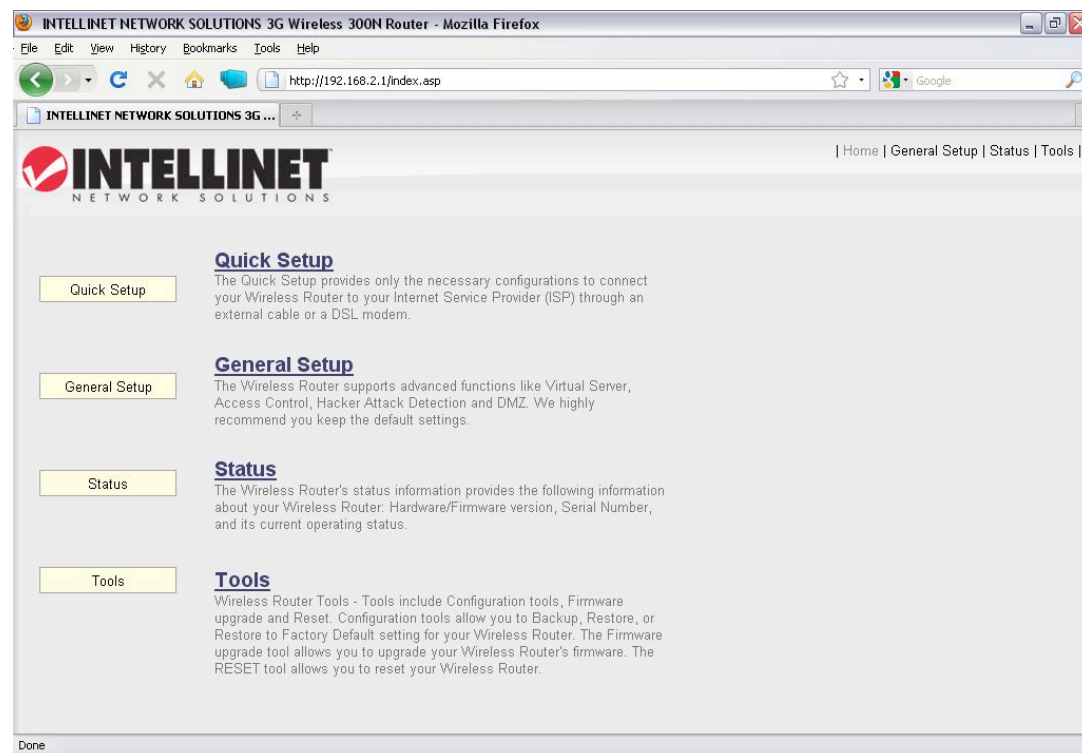 INTELLINET NETWORK SOLUTIONS 3G Wireless 300N Router - Mozilla Firefox
File Edit View History Bookmarks Tools Help
http://192.168.2.1/index.asp
Google
INTELLINET NETWORK SOLUTIONS 3G ...
INTELLINET
NETWORK SOLUTIONS
| Home | General Setup | Status | Tools |
Quick Setup
Quick Setup
The Quick Setup provides only the necessary configurations to connect
your Wireless Router to your Internet Service Provider (ISP) through an
external cable or a DSL modem.
General Setup
General Setup
The Wireless Router supports advanced functions like Virtual Server,
Access Control, Hacker Attack Detection and DMZ. We highly
recommend you keep the default settings.
Status
Status
The Wireless Router's status information provides the following information
about your Wireless Router: Hardware/Firmware version, Serial Number,
and its current operating status.
Tools
Tools
Wireless Router Tools - Tools include Configuration tools, Firmware
upgrade and Reset. Configuration tools allow you to Backup, Restore, or
Restore to Factory Default setting for your Wireless Router. The Firmware
upgrade tool allows you to upgrade your Wireless Router's firmware. The
RESET tool allows you to reset your Wireless Router.
Done